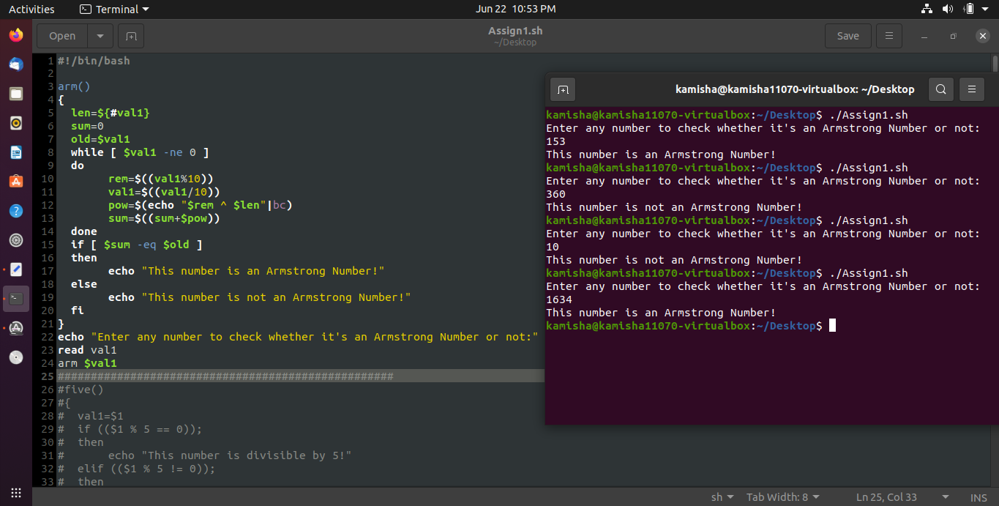 Activities Terminal Jun 22 10:53 PM
Open Assign1.sh Save
~/Desktop
1 #!/bin/bash
2
3 arm()
4 {
5 len=${#val1}
6 sum=0
7 old=$val1
8 while [ $val1 -ne 0 ]
9 do
10 rem=$((val1%10))
11 val1=$((val1/10))
12 pow=$(echo "$rem ^ $len"|bc)
13 sum=$((sum+$pow))
14 done
15 if [ $sum -eq $old ]
16 then
17 echo "This number is an Armstrong Number!"
18 else
19 echo "This number is not an Armstrong Number!"
20 fi
21 }
22 echo "Enter any number to check whether it's an Armstrong Number or not:"
23 read val1
24 arm $val1
25 ###################################################
26 #five()
27 #{
28 # val1=$1
29 # if (($1 % 5 == 0));
30 # then
31 # echo "This number is divisible by 5!"
32 # elif (($1 % 5 != 0));
33 # then
kamisha@kamisha11070-virtualbox: ~/Desktop
kamisha@kamisha11070-virtualbox:~/Desktop$ ./Assign1.sh
Enter any number to check whether it's an Armstrong Number or not:
153
This number is an Armstrong Number!
kamisha@kamisha11070-virtualbox:~/Desktop$ ./Assign1.sh
Enter any number to check whether it's an Armstrong Number or not:
360
This number is not an Armstrong Number!
kamisha@kamisha11070-virtualbox:~/Desktop$ ./Assign1.sh
Enter any number to check whether it's an Armstrong Number or not:
10
This number is not an Armstrong Number!
kamisha@kamisha11070-virtualbox:~/Desktop$ ./Assign1.sh
Enter any number to check whether it's an Armstrong Number or not:
1634
This number is an Armstrong Number!
kamisha@kamisha11070-virtualbox:~/Desktop$
sh Tab Width: 8 Ln 25, Col 33 INS